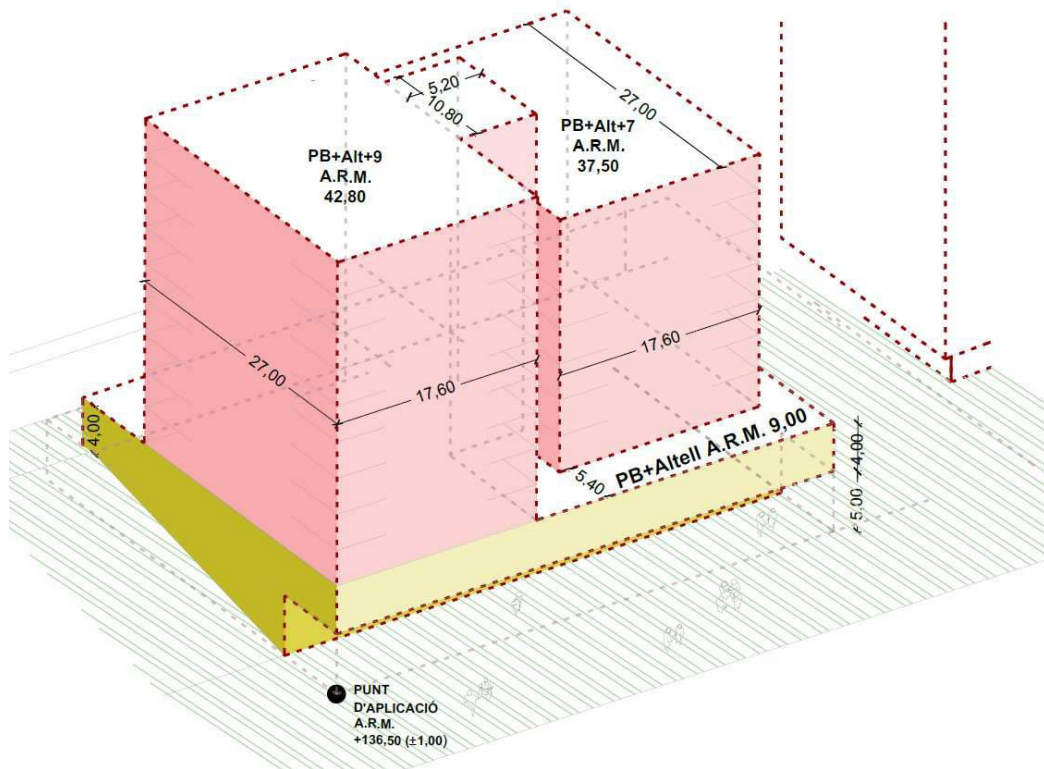 5,20
10.80
27,00
PB+Alt+9
A.R.M.
42,80
PB+Alt+7
A.R.M.
37,50
27,00
17,60
17,60
4,00
PB+Altell A.R.M. 9,00
5.40
4,00
5,00
PUNT
D'APLICACIÓ
A.R.M.
+136,50 (±1,00)